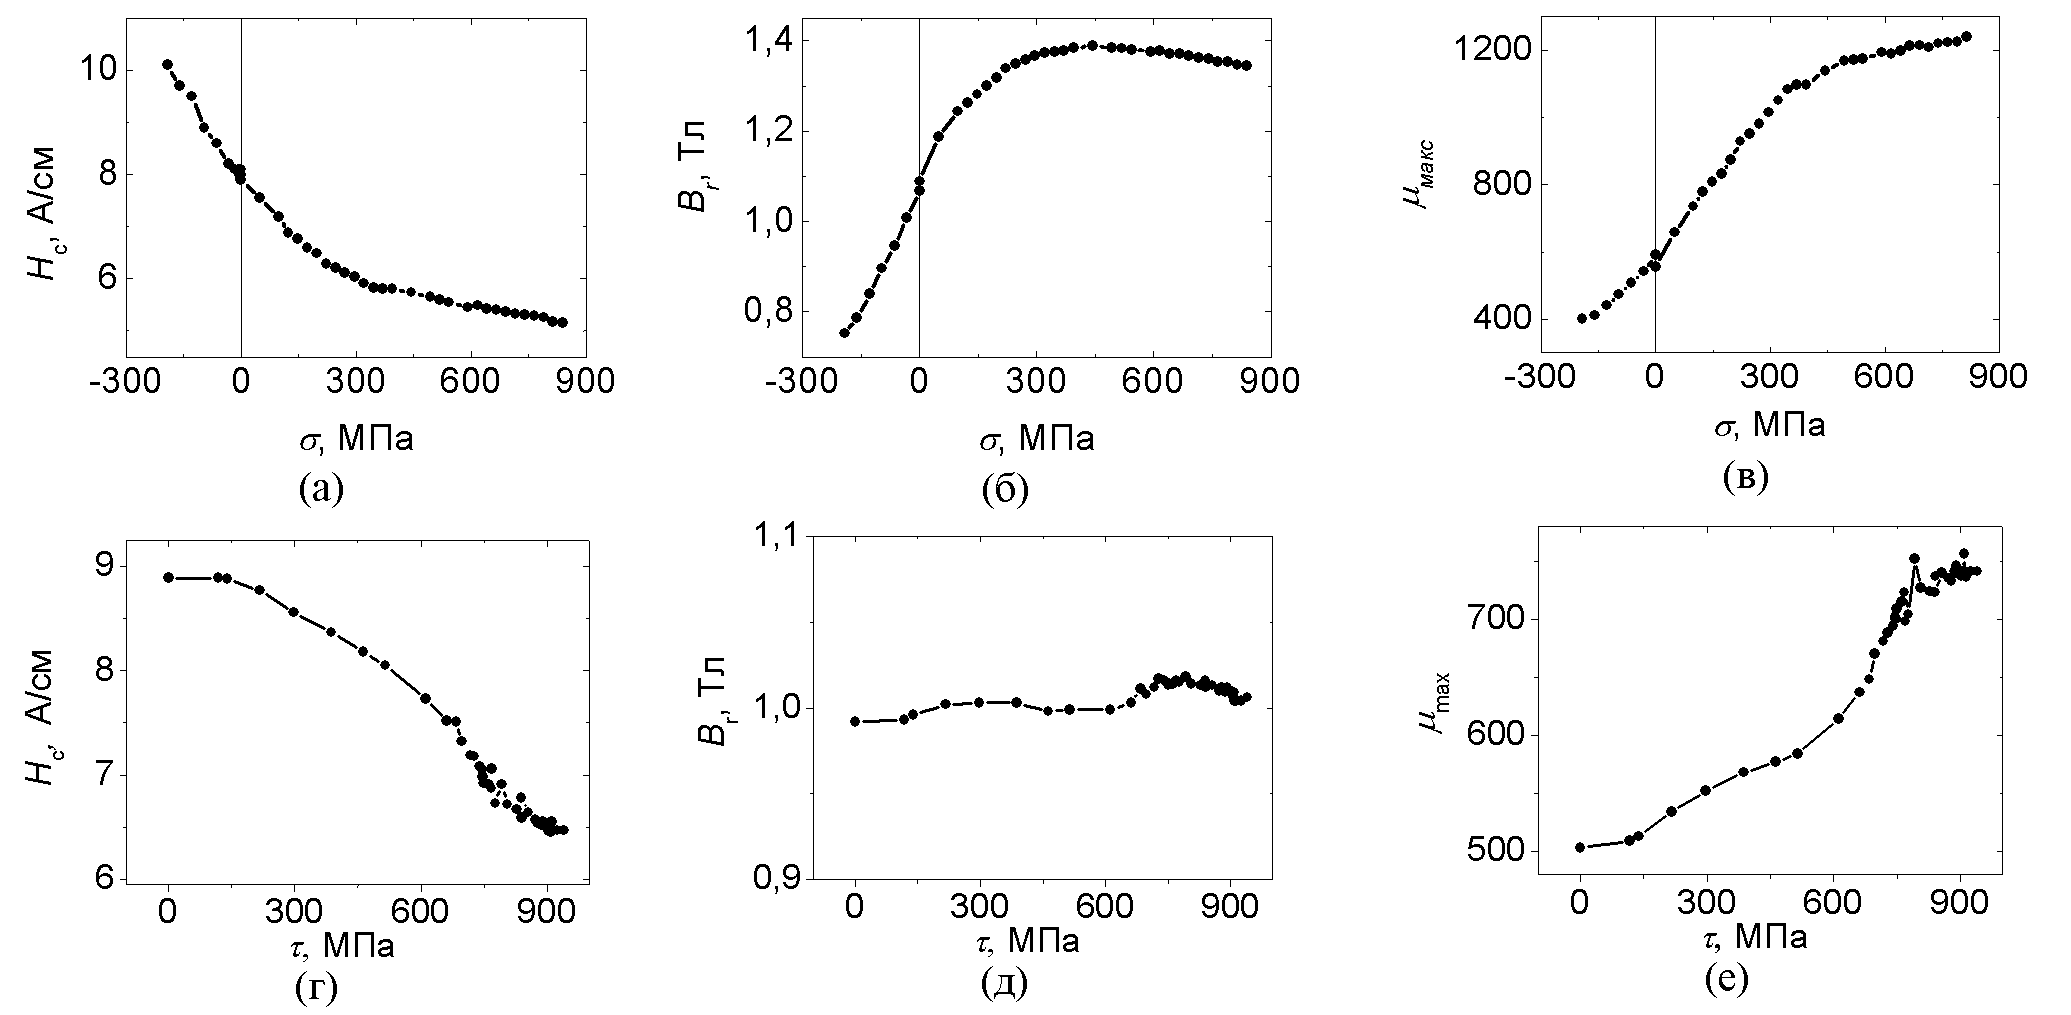 10
8
6
H_c, А/см
-300 0 300 600 900
σ, МПа
(а)
1,4
1,2
1,0
0,8
B_r, Тл
-300 0 300 600 900
σ, МПа
(б)
1200
800
400
μ_макс
-300 0 300 600 900
σ, МПа
(в)
9
8
7
6
H_c, А/см
0 300 600 900
τ, МПа
(г)
1,1
1,0
0,9
B_r, Тл
0 300 600 900
τ, МПа
(д)
700
600
500
μ_max
0 300 600 900
τ, МПа
(е)